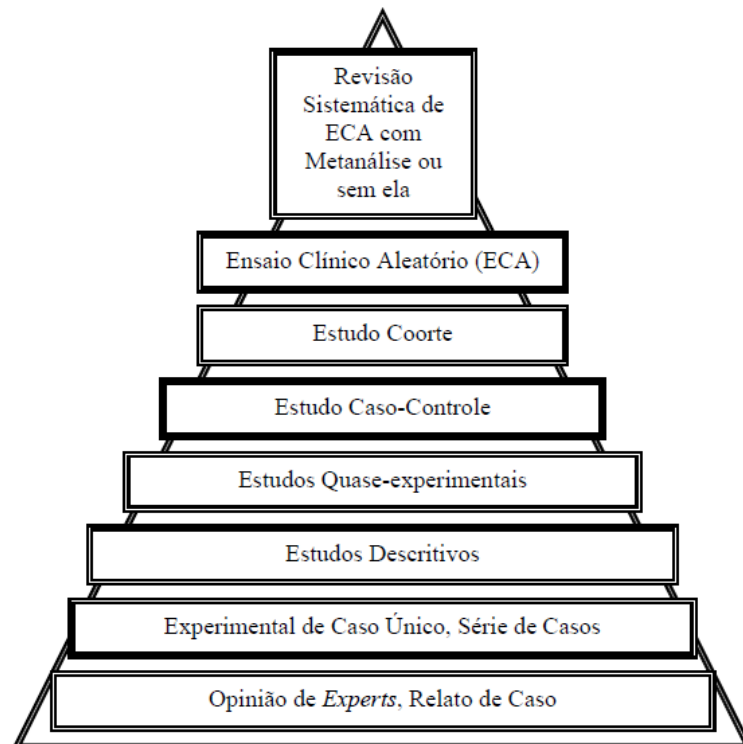 Revisão
Sistemática de
ECA com
Metanálise ou
sem ela
Ensaio Clínico Aleatório (ECA)
Estudo Coorte
Estudo Caso-Controle
Estudos Quase-experimentais
Estudos Descritivos
Experimental de Caso Único, Série de Casos
Opinião de Experts, Relato de Caso